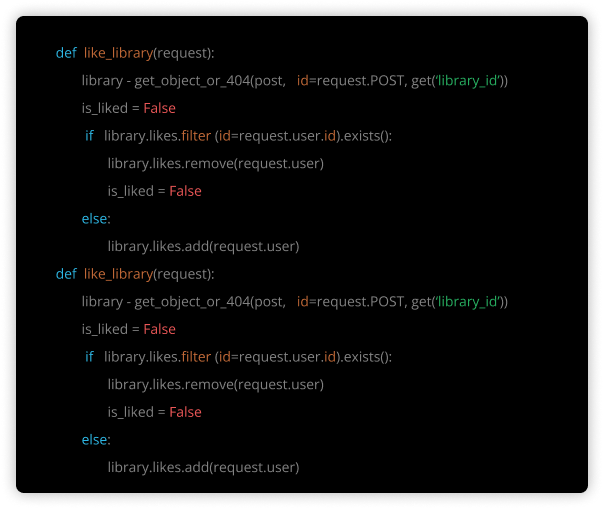 def like_library(request):
library - get_object_or_404(post, id=request.POST, get(‘library_id’))
is_liked = False
if library.likes.filter (id=request.user.id).exists():
library.likes.remove(request.user)
is_liked = False
else:
library.likes.add(request.user)
def like_library(request):
library - get_object_or_404(post, id=request.POST, get(‘library_id’))
is_liked = False
if library.likes.filter (id=request.user.id).exists():
library.likes.remove(request.user)
is_liked = False
else:
library.likes.add(request.user)